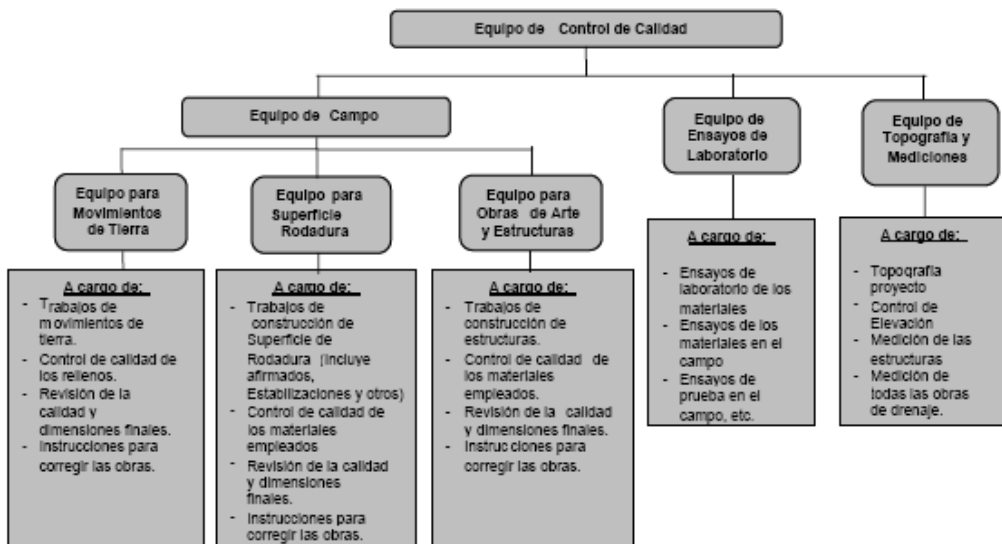 Equipo de Control de Calidad
Equipo de Campo
Equipo de
Ensayos de
Laboratorio
Equipo de
Topografía y
Mediciones
Equipo para
Movimientos
de Tierra
Equipo para
Superficie
Rodadura
Equipo para
Obras de Arte
y Estructuras
A cargo de:
- Trabajos de
movimientos de
tierra.
- Control de calidad de
los rellenos.
- Revisión de la
calidad y
dimensiones finales.
- Instrucciones para
corregir las obras.
A cargo de:
- Trabajos de
construcción de
Superficie de
Rodadura (incluye
afirmados,
Estabilizaciones y otros)
- Control de calidad de
los materiales
empleados
- Revisión de la calidad
y dimensiones
finales.
- Instrucciones para
corregir las obras.
A cargo de:
- Trabajos de
construcción de
estructuras.
- Control de calidad de
los materiales
empleados.
- Revisión de la calidad
y dimensiones finales.
- Instrucciones para
corregir las obras.
A cargo de:
- Ensayos de
laboratorio de los
materiales
- Ensayos de los
materiales en el
campo
- Ensayos de
prueba en el
campo, etc.
A cargo de:
- Topografía
proyecto
- Control de
Elevación
- Medición de las
estructuras
- Medición de
todas las obras
de drenaje.